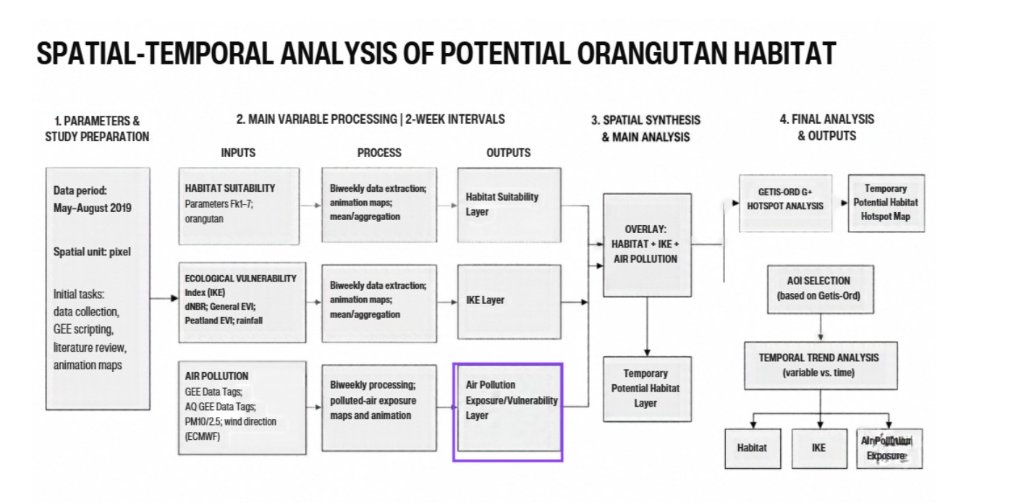 SPATIAL-TEMPORAL ANALYSIS OF POTENTIAL ORANGUTAN HABITAT
1. PARAMETERS &
STUDY PREPARATION
Data period:
May–August 2019
Spatial unit: pixel
Initial tasks:
data collection,
GEE scripting,
literature review,
animation maps
2. MAIN VARIABLE PROCESSING | 2-WEEK INTERVALS
INPUTS
PROCESS
OUTPUTS
HABITAT SUITABILITY
Parameters Fk1–7;
orangutan
Biweekly data extraction;
animation maps;
mean/aggregation
Habitat Suitability
Layer
ECOLOGICAL VULNERABILITY
Index (IKE)
dNBR; General EVI;
Peatland EVI; rainfall
Biweekly data extraction;
animation maps;
mean/aggregation
IKE Layer
AIR POLLUTION
GEE Data Tags;
AQ GEE Data Tags;
PM10/2.5; wind direction
(ECMWF)
Biweekly processing;
polluted-air exposure
maps and animation
Air Pollution
Exposure/Vulnerability
Layer
3. SPATIAL SYNTHESIS
& MAIN ANALYSIS
OVERLAY:
HABITAT + IKE +
AIR POLLUTION
Temporary
Potential Habitat
Layer
4. FINAL ANALYSIS
& OUTPUTS
GETIS-ORD G+
HOTSPOT ANALYSIS
Temporary
Potential Habitat
Hotspot Map
AOI SELECTION
(based on Getis-Ord)
TEMPORAL TREND ANALYSIS
(variable vs. time)
Habitat
IKE
Exposure